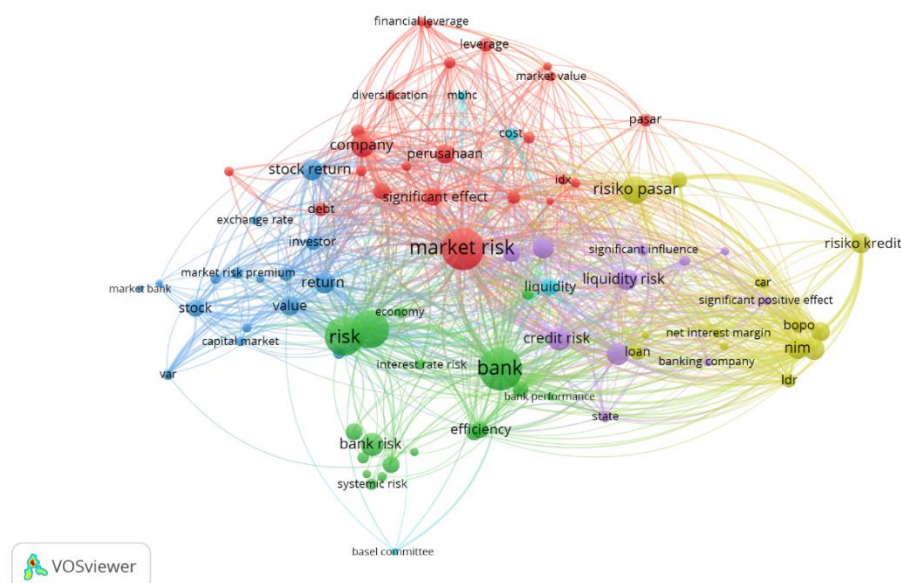 financial leverage
leverage
market value
diversification
mbhc
pasar
cost
company
perusahaan
stock return
idx
risiko pasar
significant effect
debt
exchange rate
investor
market risk
significant influence
risiko kredit
market risk premium
return
liquidity
liquidity risk
car
market bank
significant positive effect
stock
value
economy
bopo
capital market
risk
credit risk
net interest margin
nim
loan
interest rate risk
bank
banking company
var
ldr
bank performance
state
efficiency
bank risk
systemic risk
basel committee
VOSviewer